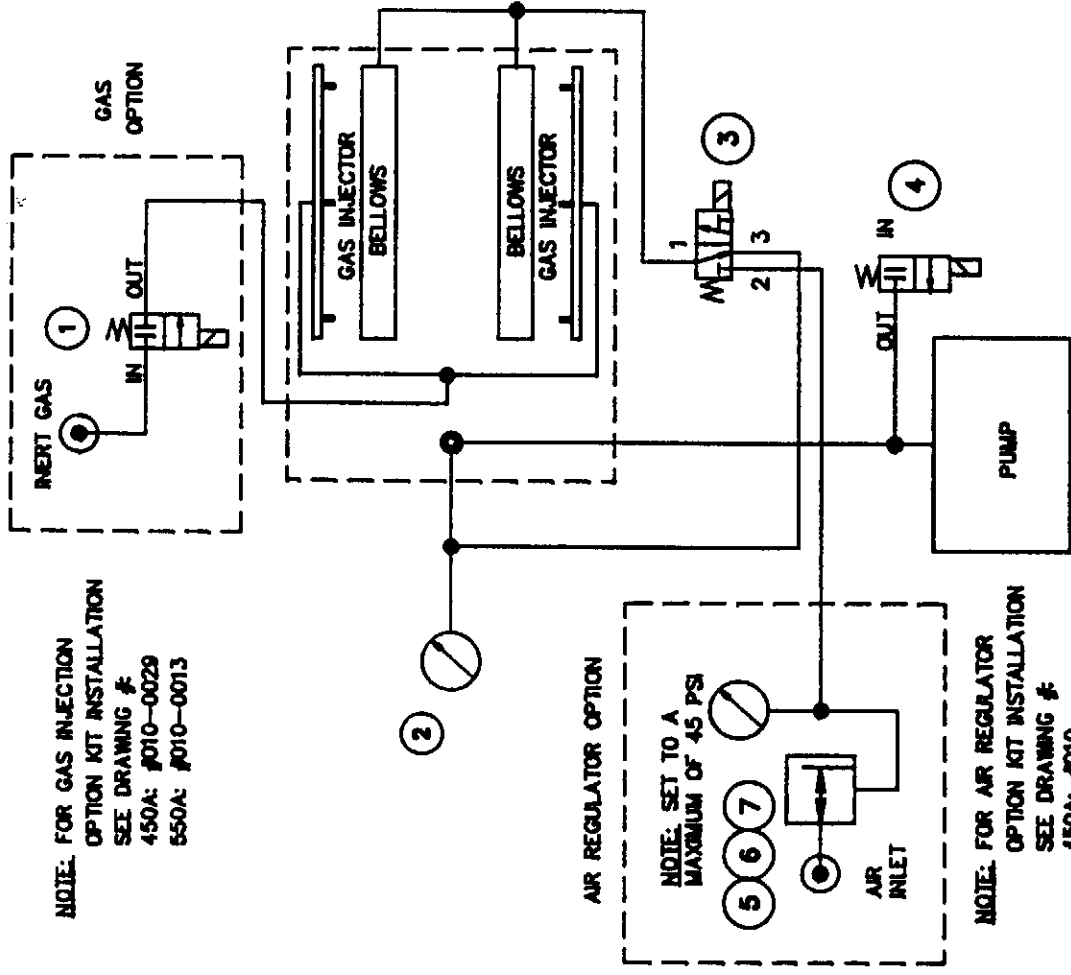 GAS
OPTION
INERT GAS
1
IN
OUT
NOTE: FOR GAS INJECTION
OPTION KIT INSTALLATION
SEE DRAWING #:
450A: #010-0029
550A: #010-0013
GAS INJECTOR
BELLOWS
BELLOWS
GAS INJECTOR
2
3
1
2
3
4
IN
OUT
PUMP
AIR REGULATOR OPTION
NOTE: SET TO A
MAXIMUM OF 45 PSI
5 6 7
AIR
INLET
NOTE: FOR AIR REGULATOR
OPTION KIT INSTALLATION
SEE DRAWING #:
450A: #010